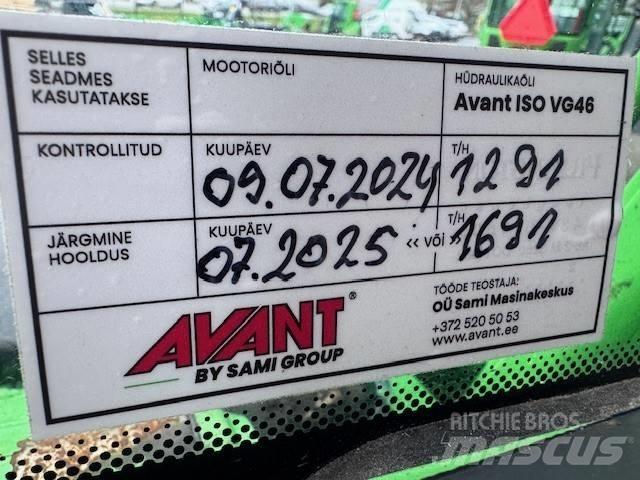 SELLES
SEADMES
KASUTATAKSE
MOOTORIÕLI
HÜDRAULIKAÕLI
Avant ISO VG46
KONTROLLITUD
KUUPÄEV
09.07.2024
T/H
1291
JÄRGMINE
HOOLDUS
KUUPÄEV
07.2025
<< või >>
T/H
1691
AVANT®
BY SAMI GROUP
TÖÖDE TEOSTAJA:
OÜ Sami Masinakeskus
+372 520 50 53
www.avant.ee
RITCHIE BROS.
MASCUS